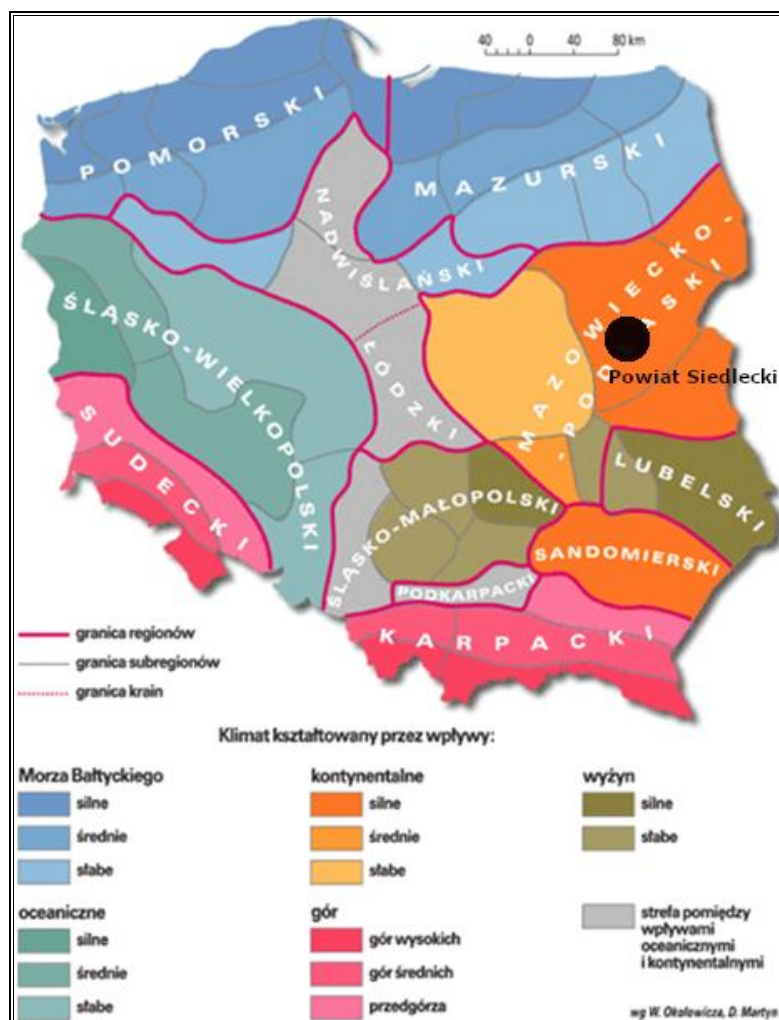 40 0 40 80 km
POMORSKI
MAZURSKI
NADWIŚLAŃSKI
MAZOWIECKO-
-PODLASKI
Powiat Siedlecki
ŚLĄSKO-WIELKOPOLSKI
ŁÓDZKI
SUDECKI
LUBELSKI
ŚLĄSKO-MAŁOPOLSKI
SANDOMIERSKI
PODKARPACKI
KARPACKI
granica regionów
granica subregionów
granica krain
Klimat kształtowany przez wpływy:
Morza Bałtyckiego
silne
średnie
słabe
kontynentalne
silne
średnie
słabe
wyżyn
silne
słabe
oceaniczne
silne
średnie
słabe
gór
gór wysokich
gór średnich
przedgórza
strefa pomiędzy
wpływami
oceanicznymi
i kontynentalnymi
wg W. Okołowicza, D. Martyn